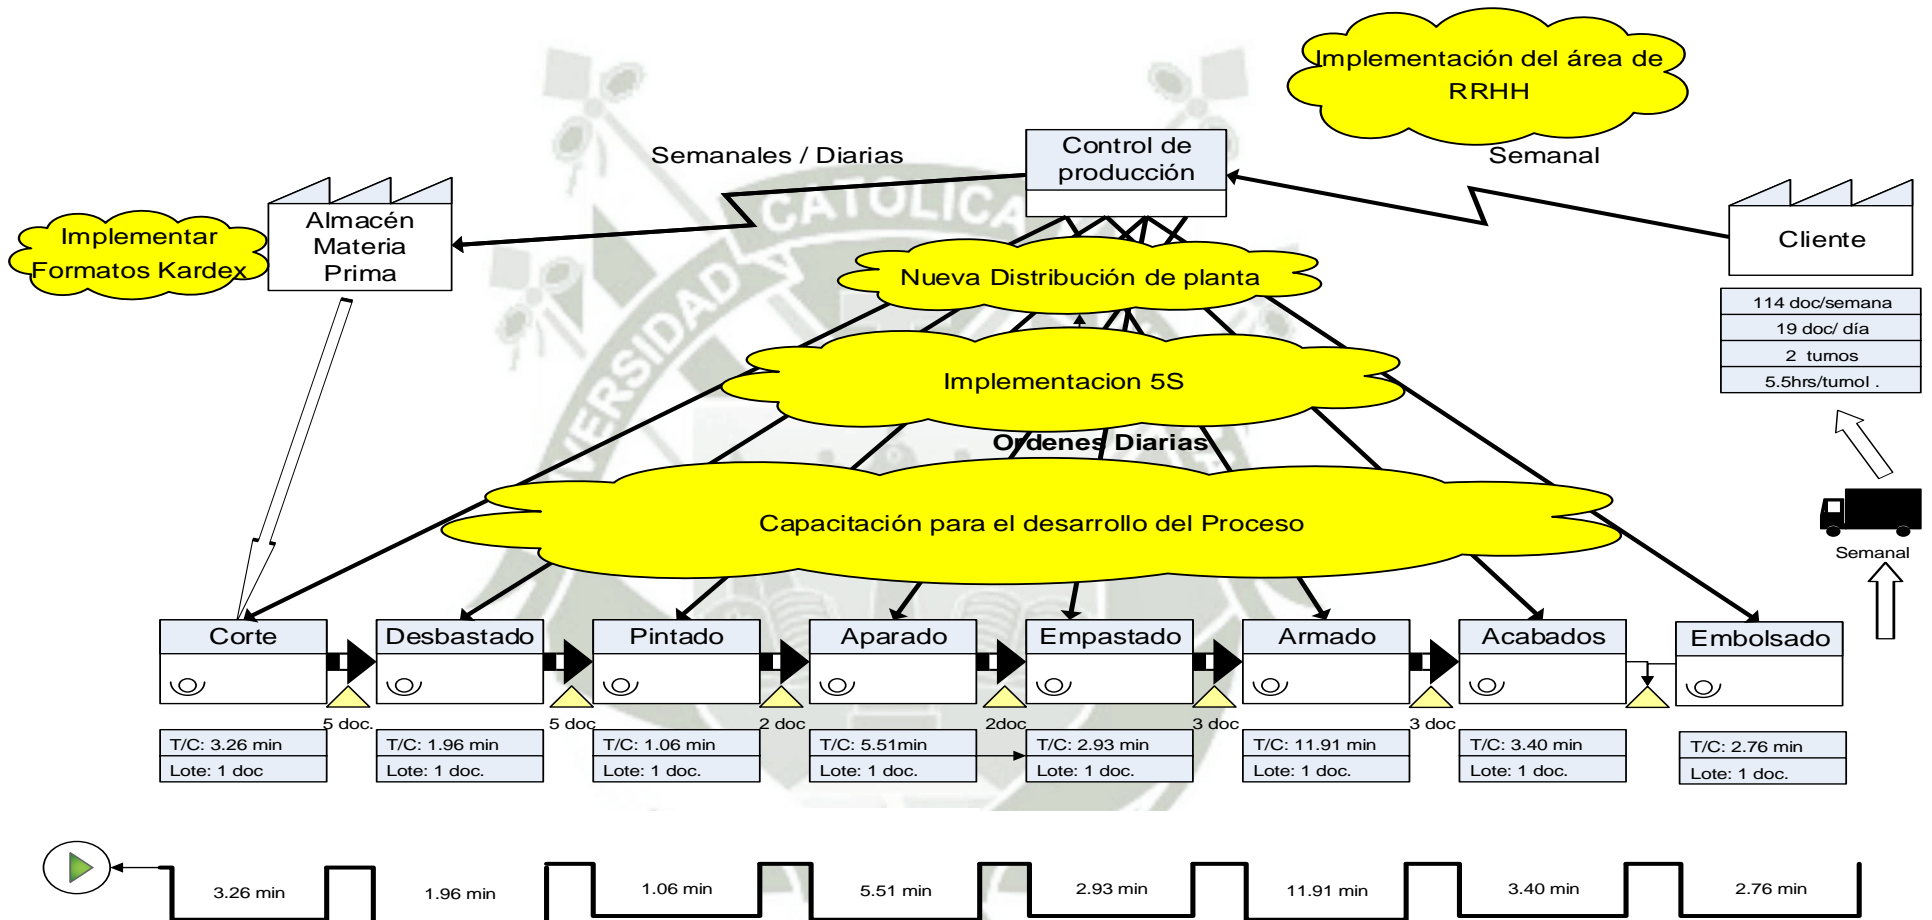 Implementación del área de
RRHH
Semanales / Diarias
Control de
producción
Semanal
Almacén
Materia
Prima
Implementar
Formatos Kardex
Cliente
Nueva Distribución de planta
114 doc/semana
19 doc/ día
2 turnos
5.5hrs/turnol .
Implementacion 5S
Ordenes Diarias
Capacitación para el desarrollo del Proceso
Semanal
Corte
Desbastado
Pintado
Aparado
Empastado
Armado
Acabados
Embolsado
5 doc.
5 doc
2 doc
2doc
3 doc
3 doc
T/C: 3.26 min
Lote: 1 doc
T/C: 1.96 min
Lote: 1 doc.
T/C: 1.06 min
Lote: 1 doc.
T/C: 5.51min
Lote: 1 doc.
T/C: 2.93 min
Lote: 1 doc.
T/C: 11.91 min
Lote: 1 doc.
T/C: 3.40 min
Lote: 1 doc.
T/C: 2.76 min
Lote: 1 doc.
3.26 min
1.96 min
1.06 min
5.51 min
2.93 min
11.91 min
3.40 min
2.76 min
VERSIDAD
CATOLICA